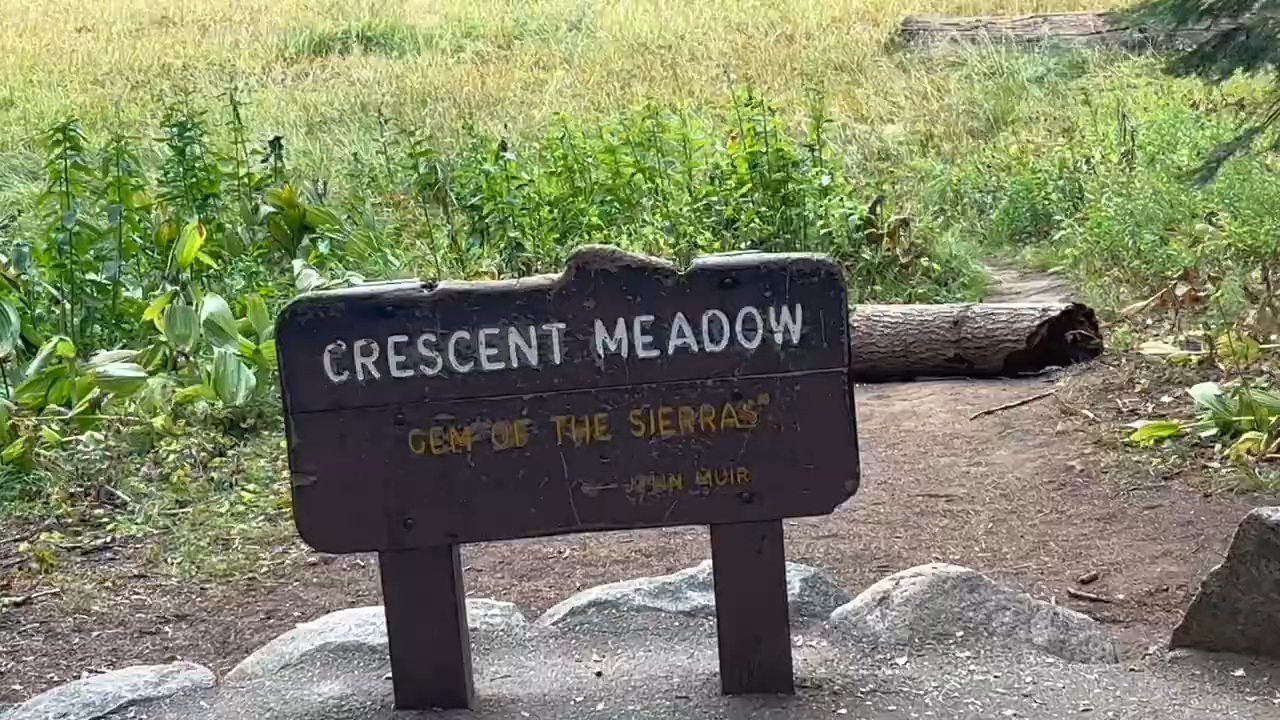 CRESCENT MEADOW
GEM OF THE SIERRAS"
— JOHN MUIR